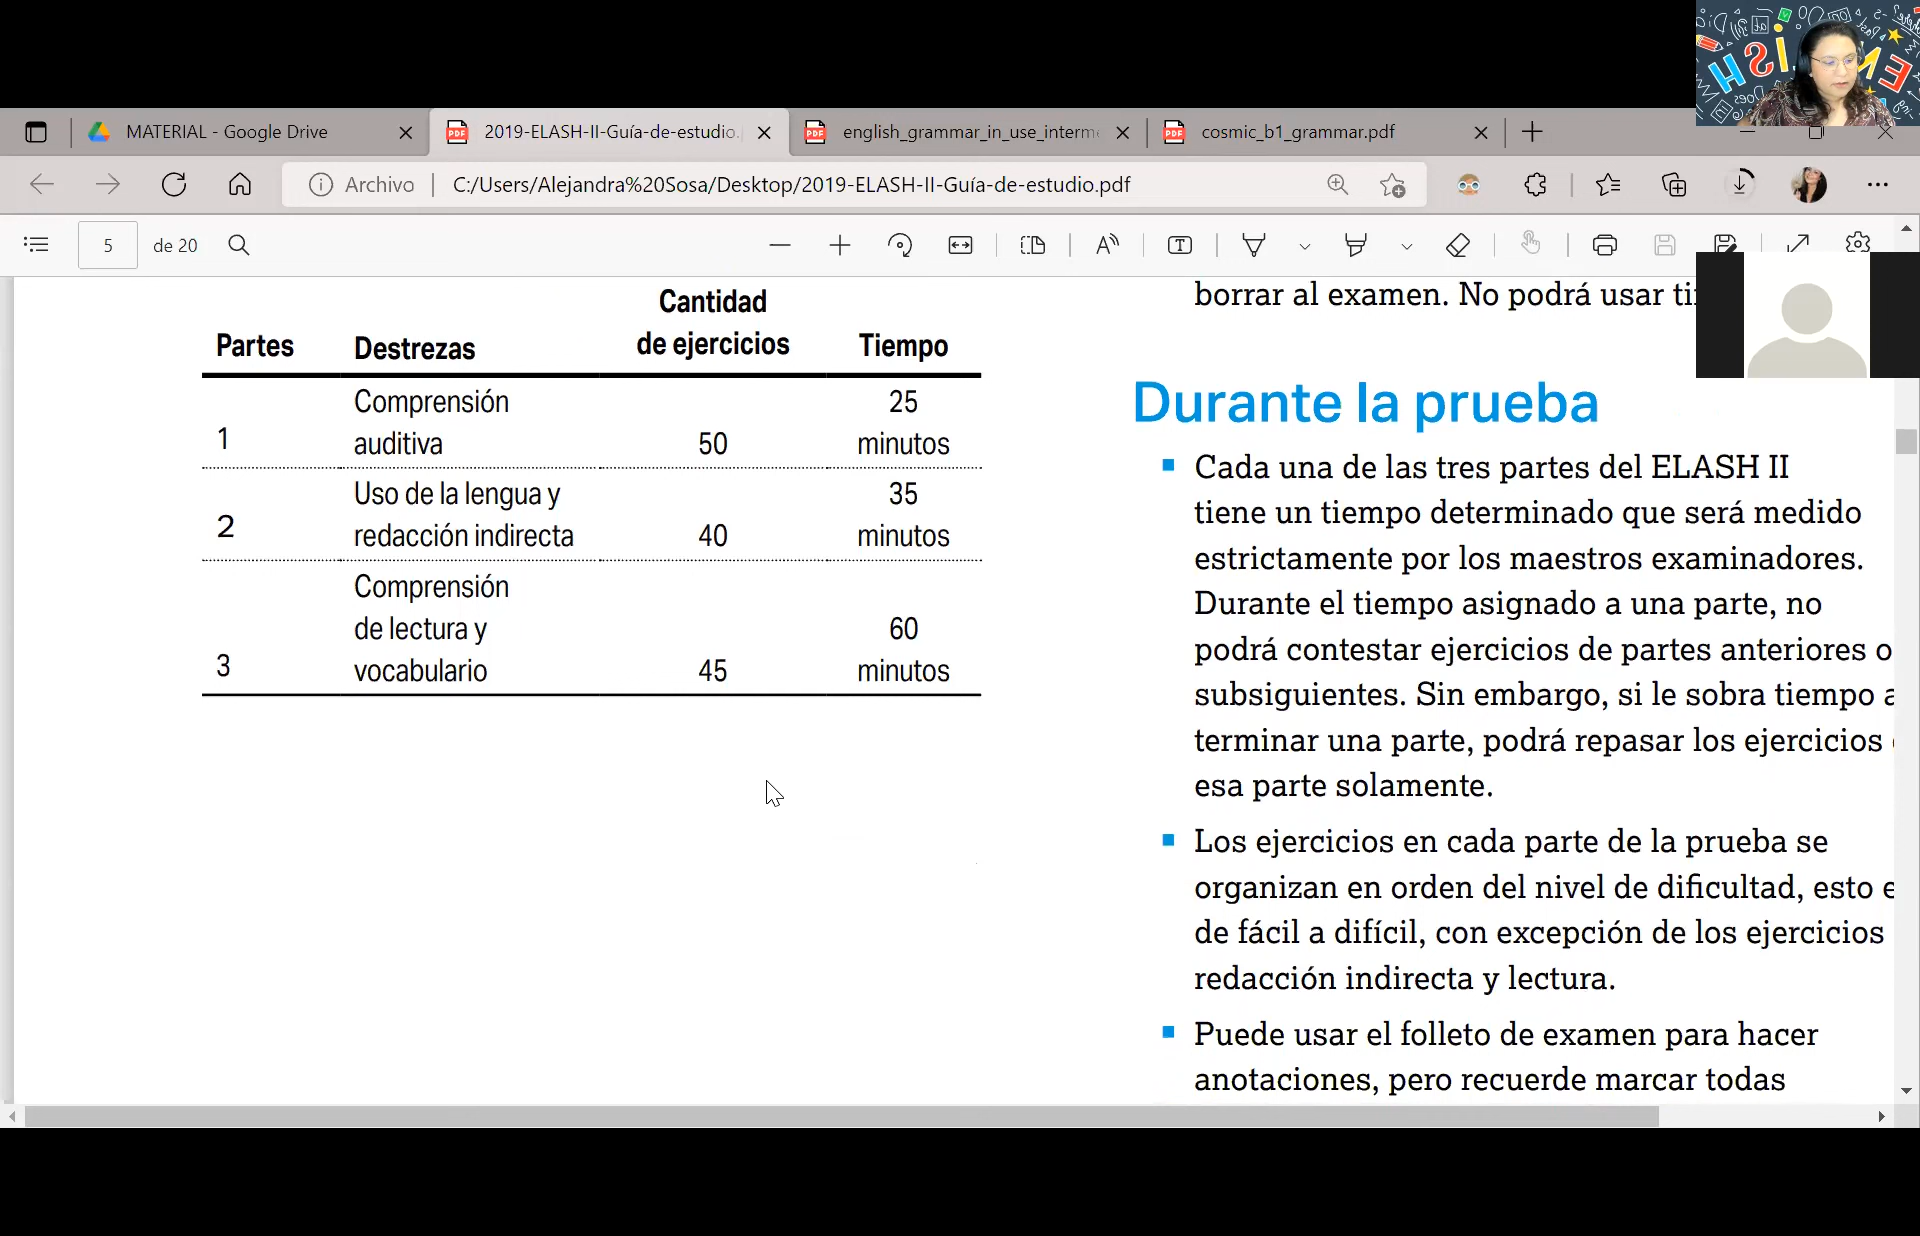 MATERIAL - Google Drive
2019-ELASH-II-Guía-de-estudio.
english_grammar_in_use_interme
cosmic_b1_grammar.pdf
Archivo
C:/Users/Alejandra%20Sosa/Desktop/2019-ELASH-II-Guía-de-estudio.pdf
5
de 20
Partes
Destrezas
Cantidad
de ejercicios
Tiempo
1
Comprensión
auditiva
50
25
minutos
2
Uso de la lengua y
redacción indirecta
40
35
minutos
3
Comprensión
de lectura y
vocabulario
45
60
minutos
borrar al examen. No podrá usar
Durante la prueba
Cada una de las tres partes del ELASH II
tiene un tiempo determinado que será medido
estrictamente por los maestros examinadores.
Durante el tiempo asignado a una parte, no
podrá contestar ejercicios de partes anteriores o
subsiguientes. Sin embargo, si le sobra tiempo a
terminar una parte, podrá repasar los ejercicios
esa parte solamente.
Los ejercicios en cada parte de la prueba se
organizan en orden del nivel de dificultad, esto e
de fácil a difícil, con excepción de los ejercicios
redacción indirecta y lectura.
Puede usar el folleto de examen para hacer
anotaciones, pero recuerde marcar todas